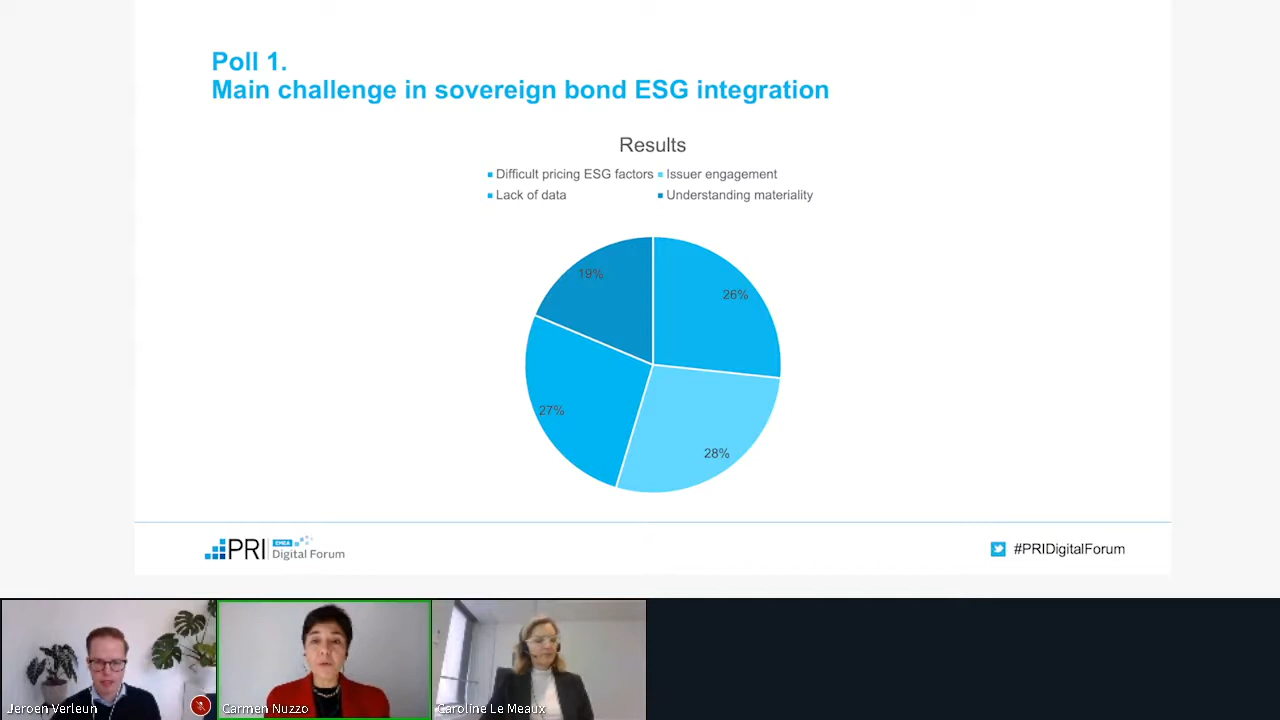 Poll 1.
Main challenge in sovereign bond ESG integration
Results
Difficult pricing ESG factors Issuer engagement
Lack of data Understanding materiality
19%
26%
27%
28%
PRI EMEA
Digital Forum
#PRIDigitalForum
Jeroen Verleun Carmen Nuzzo Caroline Le Meaux